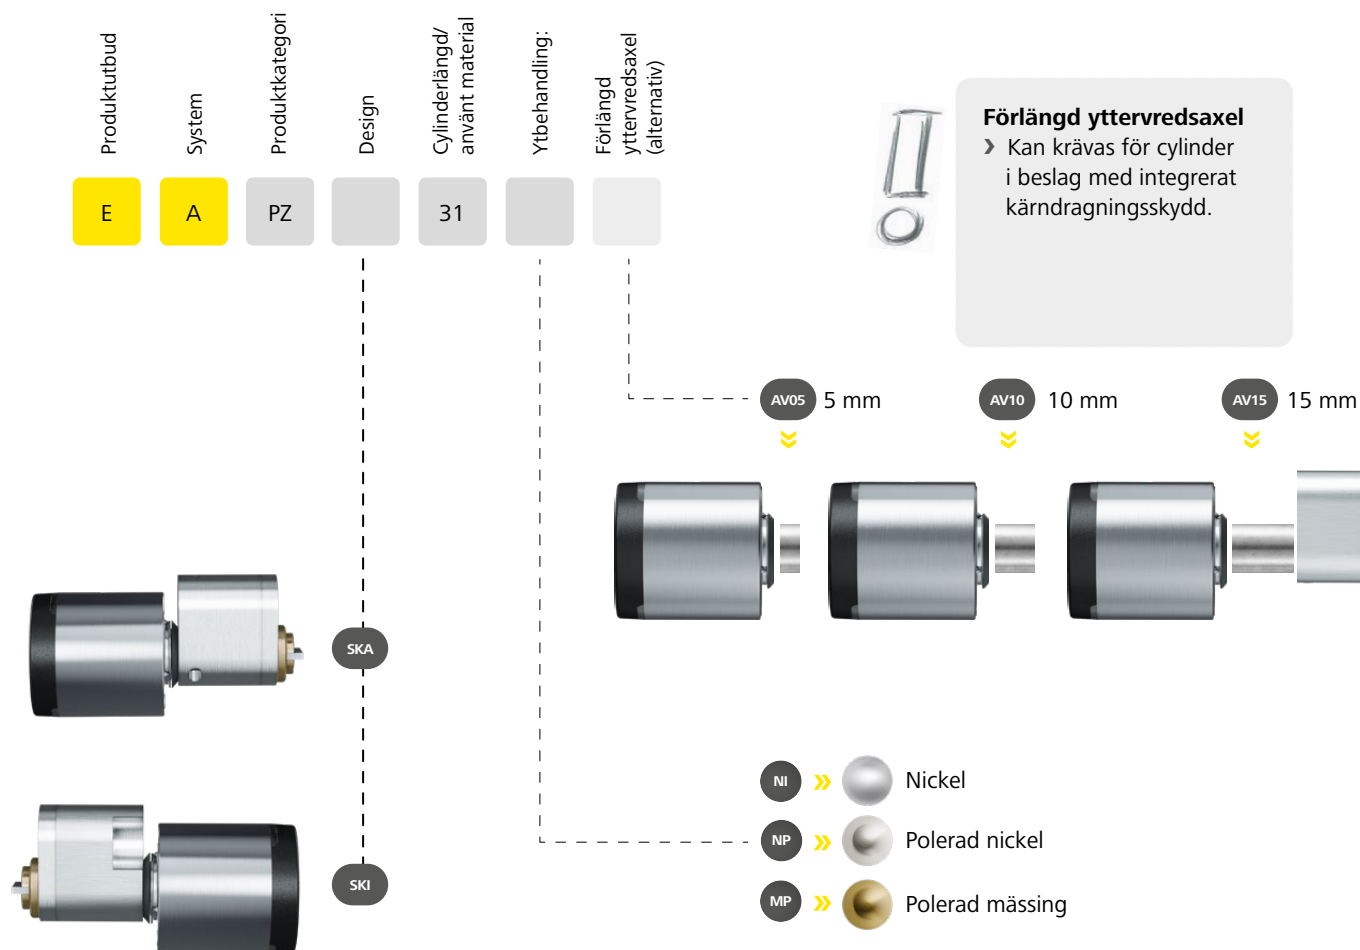 Produktutbud
System
Produktkategori
Design
Cylinderlängd/
använt material
Ytbehandling:
Förlängd
yttervredsaxel
(alternativ)
E
A
PZ
31
Förlängd yttervredsaxel
› Kan krävas för cylinder
i beslag med integrerat
kärndragningsskydd.
AV05 5 mm
AV10 10 mm
AV15 15 mm
SKA
SKI
NI » Nickel
NP » Polerad nickel
MP » Polerad mässing